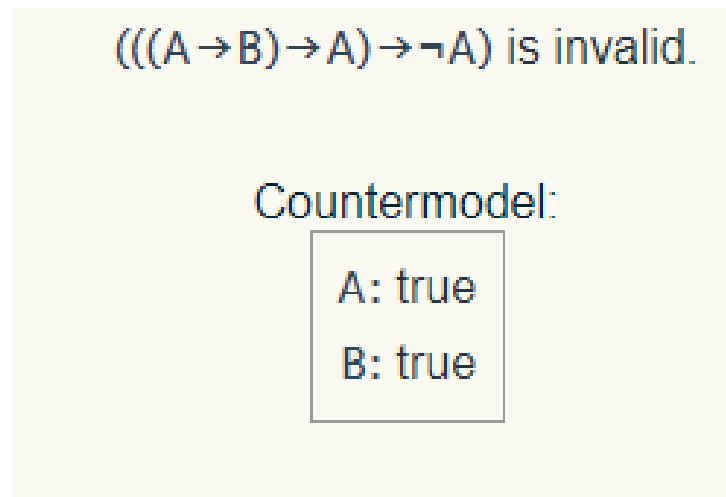 (((A→B)→A)→¬A) is invalid.
Countermodel:
A: true
B: true